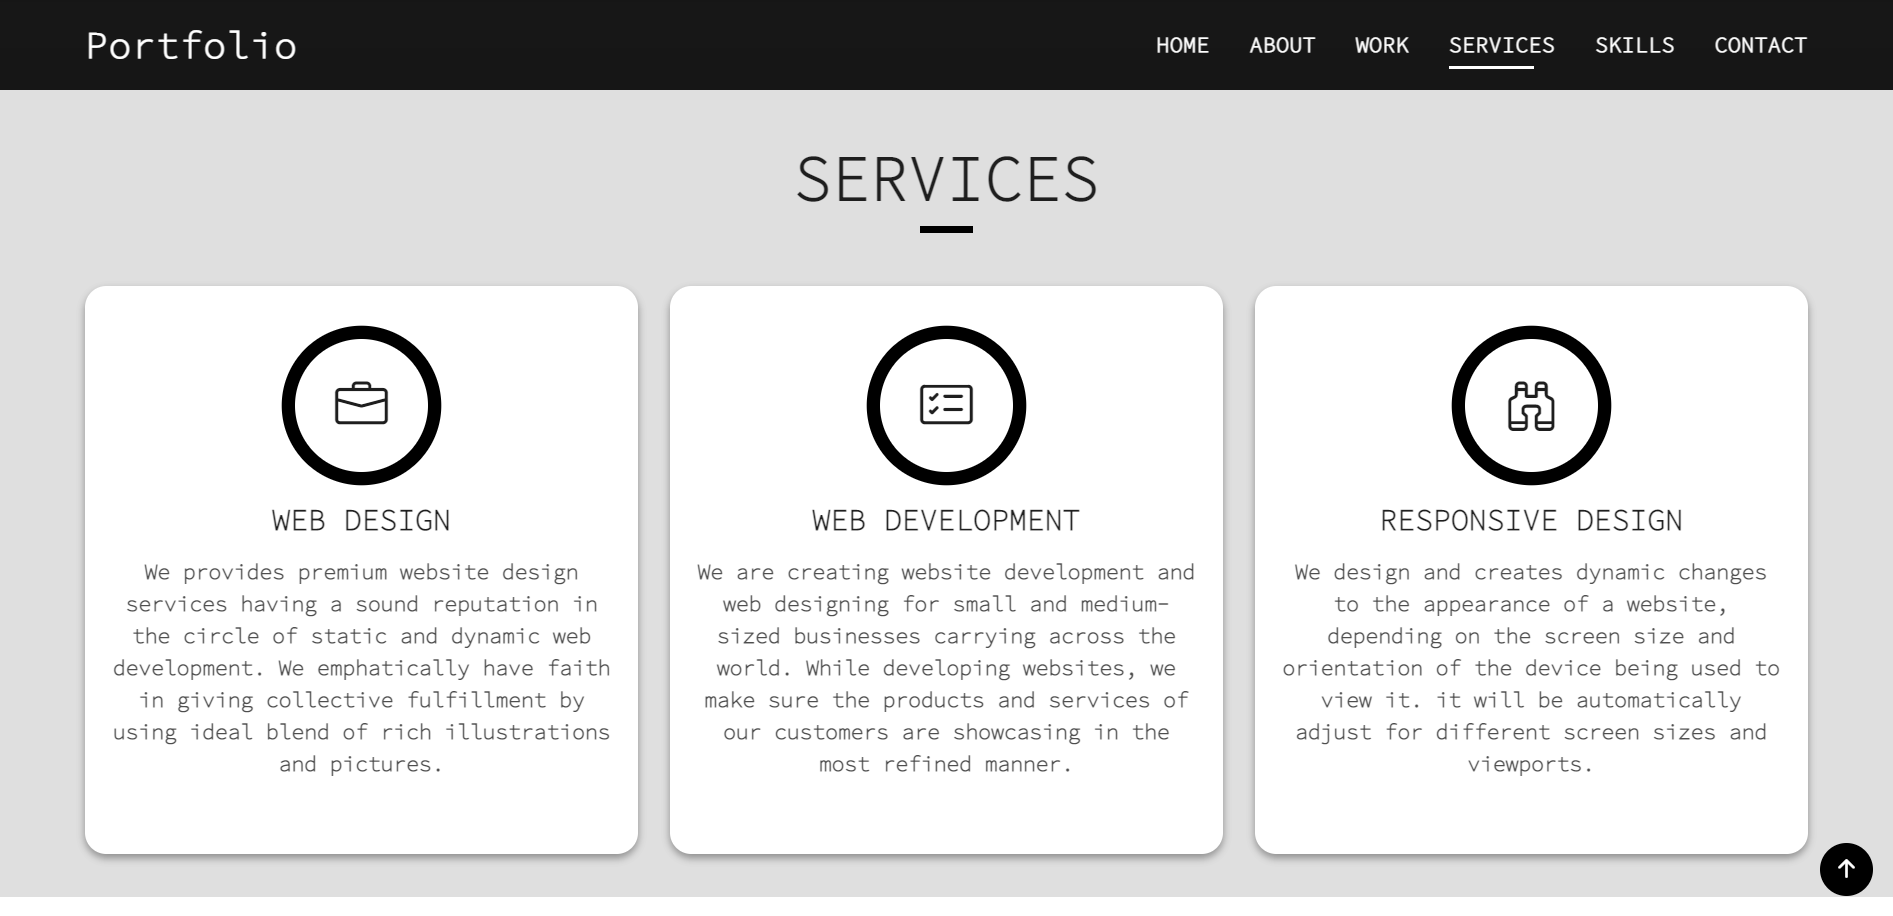 Portfolio
HOME ABOUT WORK SERVICES SKILLS CONTACT
SERVICES
WEB DESIGN
We provides premium website design
services having a sound reputation in
the circle of static and dynamic web
development. We emphatically have faith
in giving collective fulfillment by
using ideal blend of rich illustrations
and pictures.
WEB DEVELOPMENT
We are creating website development and
web designing for small and medium-
sized businesses carrying across the
world. While developing websites, we
make sure the products and services of
our customers are showcasing in the
most refined manner.
RESPONSIVE DESIGN
We design and creates dynamic changes
to the appearance of a website,
depending on the screen size and
orientation of the device being used to
view it. it will be automatically
adjust for different screen sizes and
viewports.